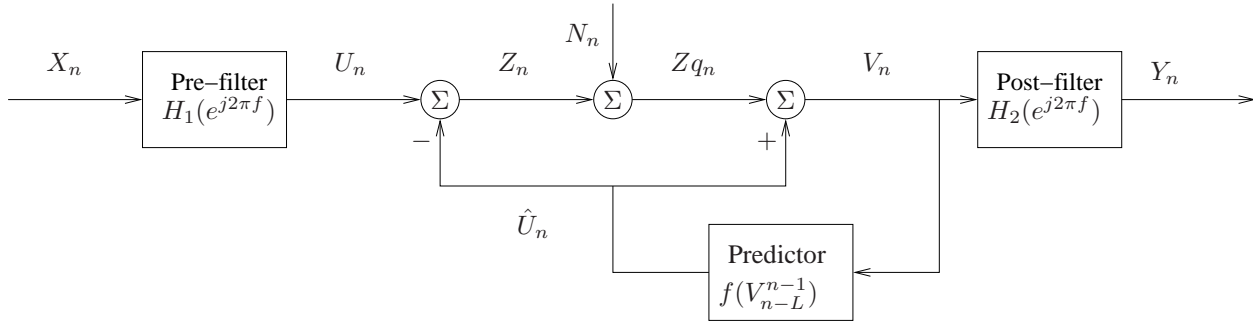 N_n
X_n
U_n
Z_n
Zq_n
V_n
Y_n
Pre–filter
H_1(e^{j2πf})
Σ
Σ
Σ
Post–filter
H_2(e^{j2πf})
−
+
Û_n
Predictor
f(V_{n−L}^{n−1})